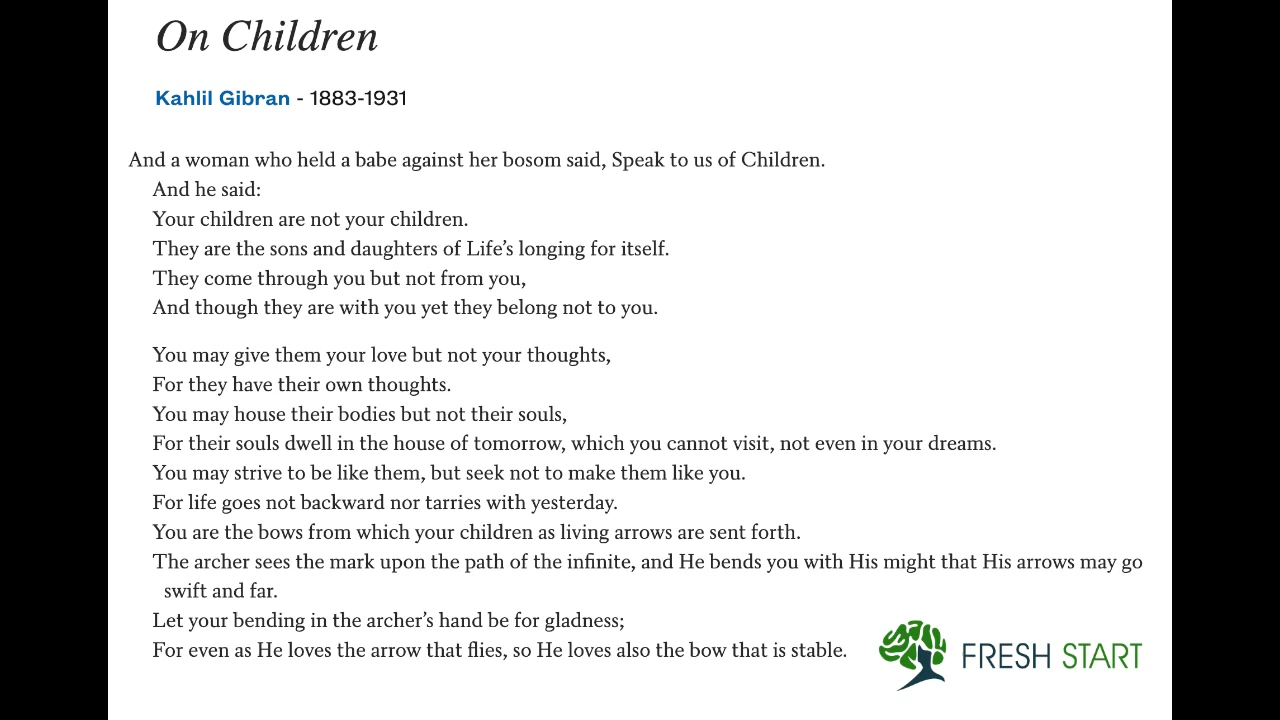 On Children
Kahlil Gibran - 1883-1931
And a woman who held a babe against her bosom said, Speak to us of Children.
And he said:
Your children are not your children.
They are the sons and daughters of Life’s longing for itself.
They come through you but not from you,
And though they are with you yet they belong not to you.
You may give them your love but not your thoughts,
For they have their own thoughts.
You may house their bodies but not their souls,
For their souls dwell in the house of tomorrow, which you cannot visit, not even in your dreams.
You may strive to be like them, but seek not to make them like you.
For life goes not backward nor tarries with yesterday.
You are the bows from which your children as living arrows are sent forth.
The archer sees the mark upon the path of the infinite, and He bends you with His might that His arrows may go
swift and far.
Let your bending in the archer’s hand be for gladness;
For even as He loves the arrow that flies, so He loves also the bow that is stable.
FRESH START